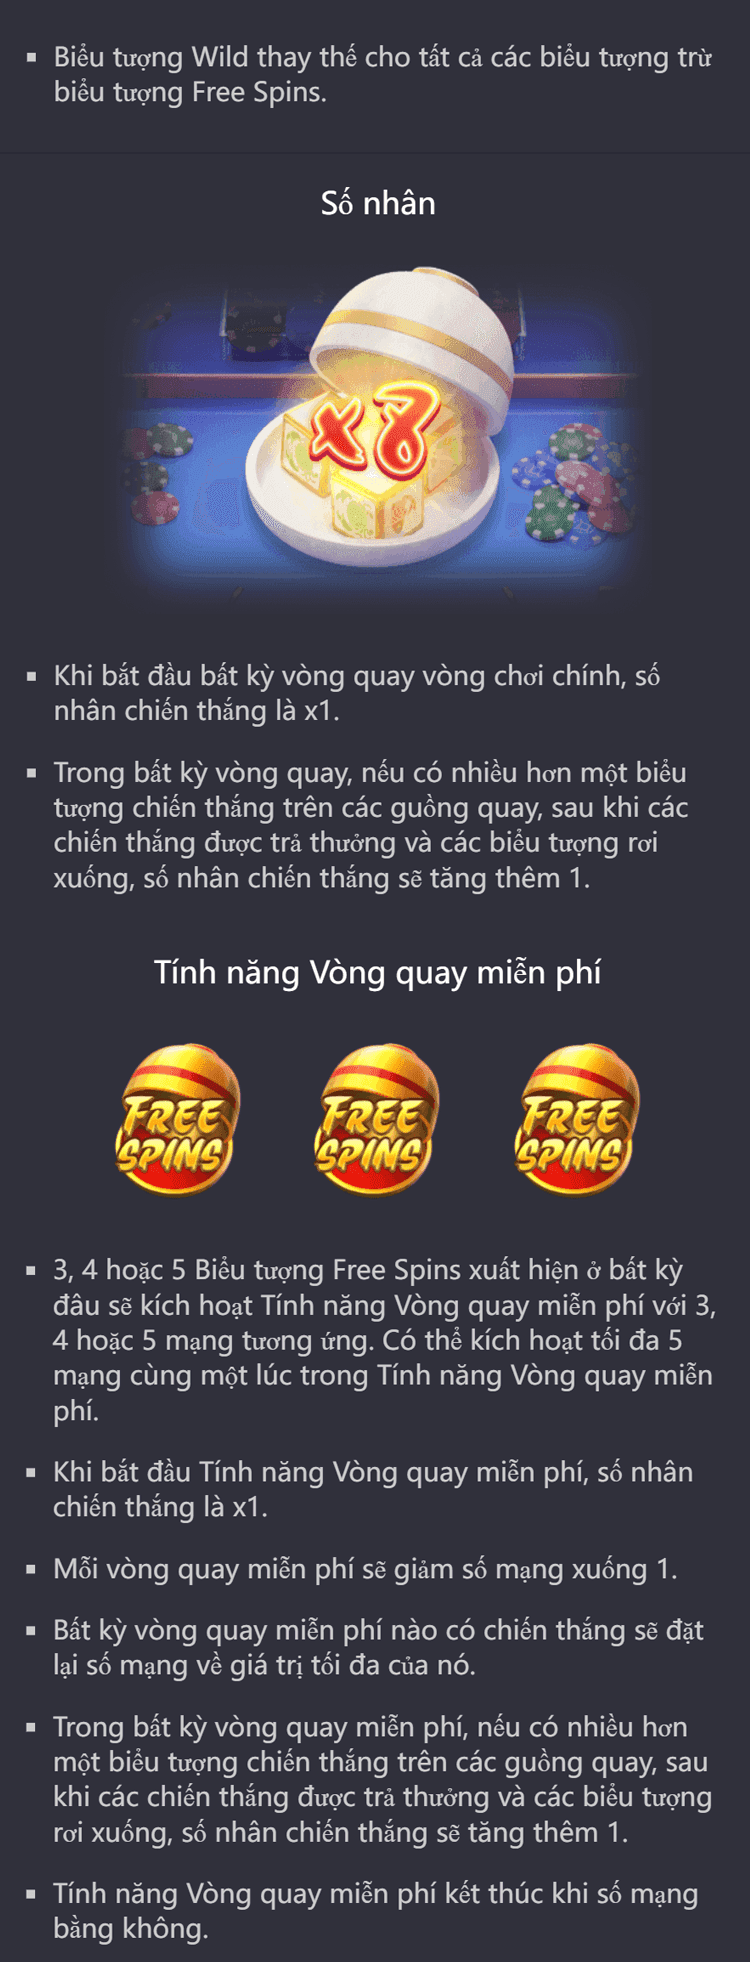 Biểu tượng Wild thay thế cho tất cả các biểu tượng trừ
biểu tượng Free Spins.
Số nhân
x8
Khi bắt đầu bất kỳ vòng quay vòng chơi chính, số
nhân chiến thắng là x1.
Trong bất kỳ vòng quay, nếu có nhiều hơn một biểu
tượng chiến thắng trên các guồng quay, sau khi các
chiến thắng được trả thưởng và các biểu tượng rơi
xuống, số nhân chiến thắng sẽ tăng thêm 1.
Tính năng Vòng quay miễn phí
FREE
SPINS
FREE
SPINS
FREE
SPINS
3, 4 hoặc 5 Biểu tượng Free Spins xuất hiện ở bất kỳ
đâu sẽ kích hoạt Tính năng Vòng quay miễn phí với 3,
4 hoặc 5 mạng tương ứng. Có thể kích hoạt tối đa 5
mạng cùng một lúc trong Tính năng Vòng quay miễn
phí.
Khi bắt đầu Tính năng Vòng quay miễn phí, số nhân
chiến thắng là x1.
Mỗi vòng quay miễn phí sẽ giảm số mạng xuống 1.
Bất kỳ vòng quay miễn phí nào có chiến thắng sẽ đặt
lại số mạng về giá trị tối đa của nó.
Trong bất kỳ vòng quay miễn phí, nếu có nhiều hơn
một biểu tượng chiến thắng trên các guồng quay, sau
khi các chiến thắng được trả thưởng và các biểu tượng
rơi xuống, số nhân chiến thắng sẽ tăng thêm 1.
Tính năng Vòng quay miễn phí kết thúc khi số mạng
bằng không.